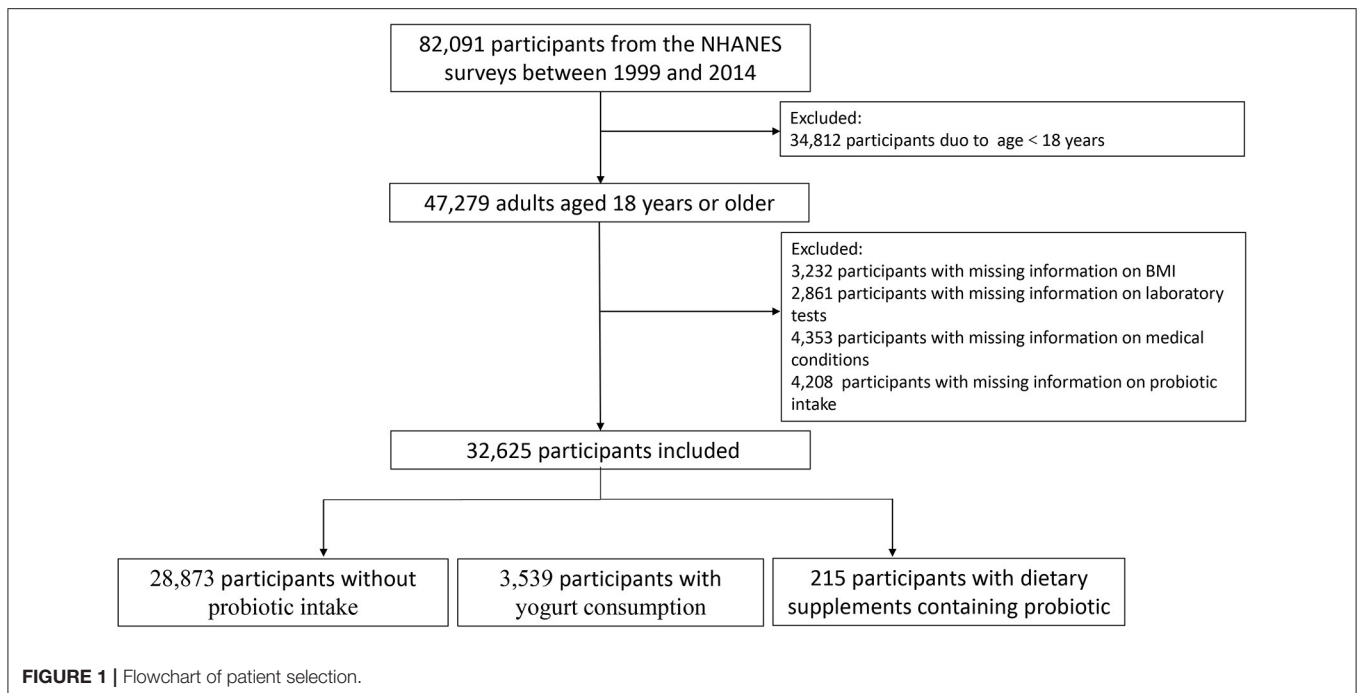 82,091 participants from the NHANES
surveys between 1999 and 2014
Excluded:
34,812 participants duo to age < 18 years
47,279 adults aged 18 years or older
Excluded:
3,232 participants with missing information on BMI
2,861 participants with missing information on laboratory
tests
4,353 participants with missing information on medical
conditions
4,208 participants with missing information on probiotic
intake
32,625 participants included
28,873 participants without
probiotic intake
3,539 participants with
yogurt consumption
215 participants with dietary
supplements containing probiotic
FIGURE 1 | Flowchart of patient selection.